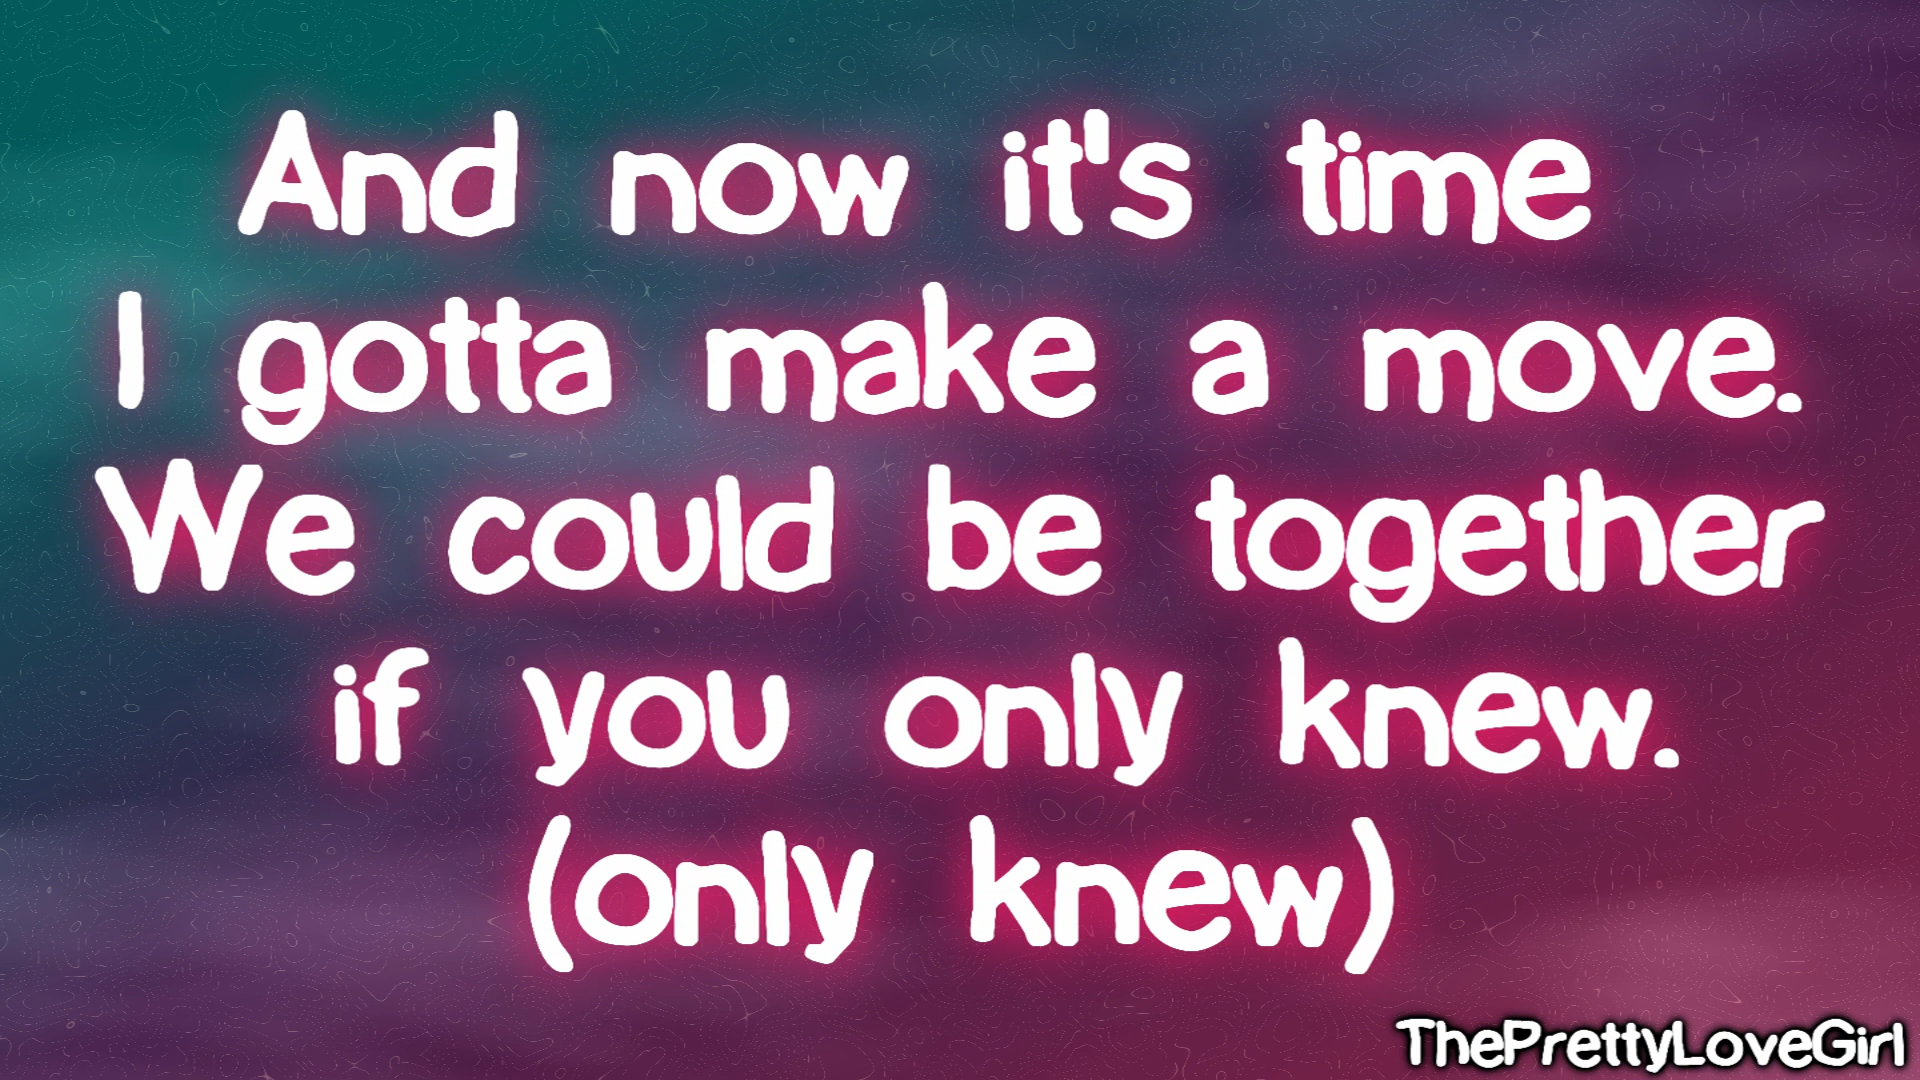 And now it's time
I gotta make a move.
We could be together
if you only knew.
(only knew)
ThePrettyLoveGirl